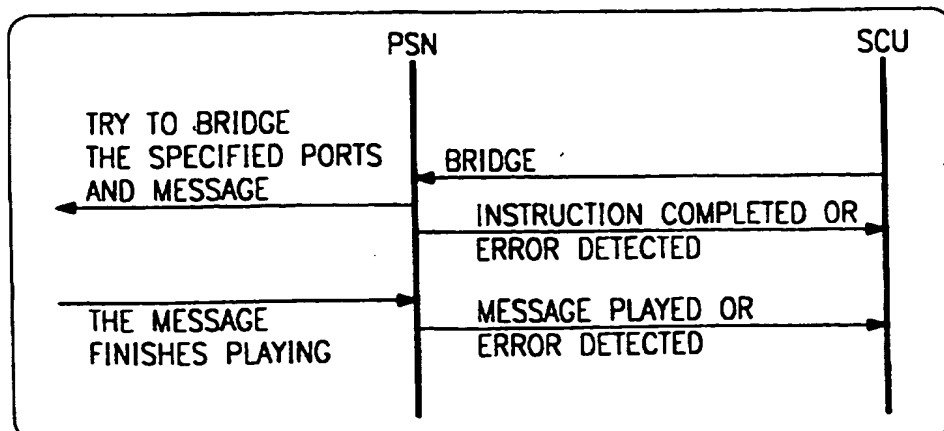 PSN
SCU
TRY TO BRIDGE
THE SPECIFIED PORTS
AND MESSAGE
BRIDGE
INSTRUCTION COMPLETED OR
ERROR DETECTED
THE MESSAGE
FINISHES PLAYING
MESSAGE PLAYED OR
ERROR DETECTED